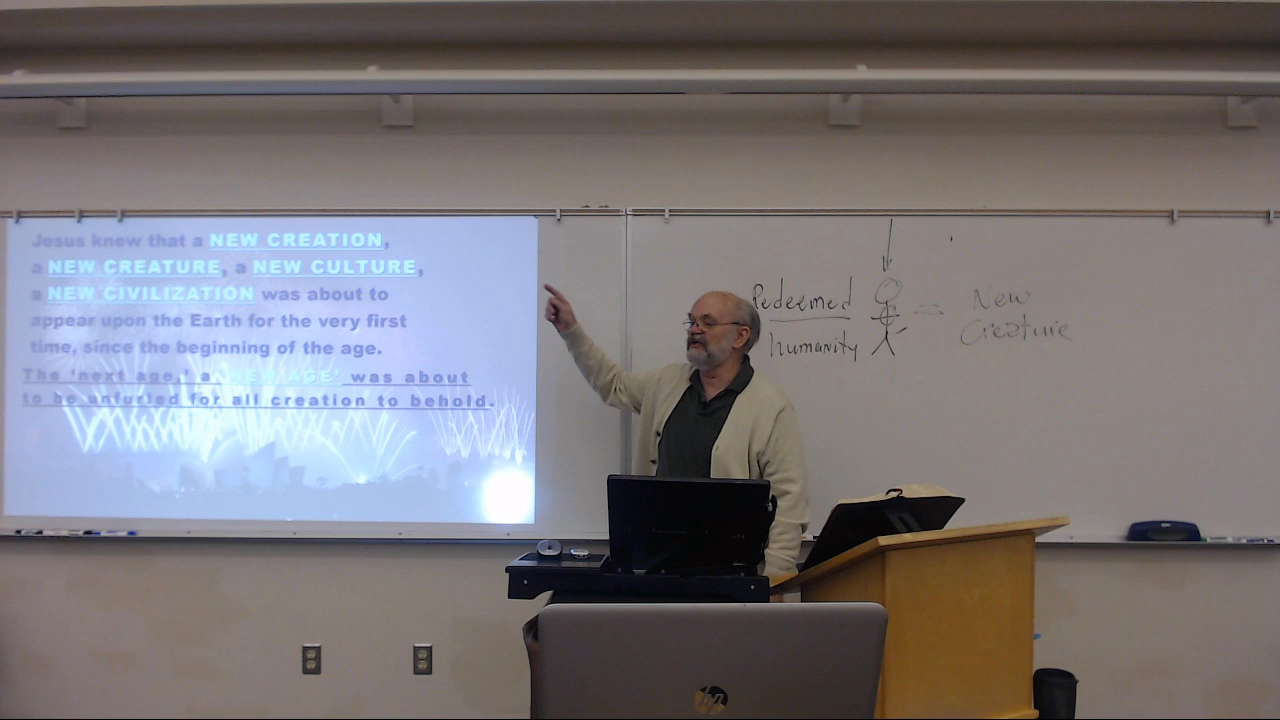 Jesus knew that a NEW CREATION,
a NEW CREATURE, a NEW CULTURE,
a NEW CIVILIZATION was about to
appear upon the Earth for the very first
time, since the beginning of the age.
The 'next age,' a 'NEW AGE' was about
to be unfurled for all creation to behold.
Redeemed
humanity
= New
Creature
hp